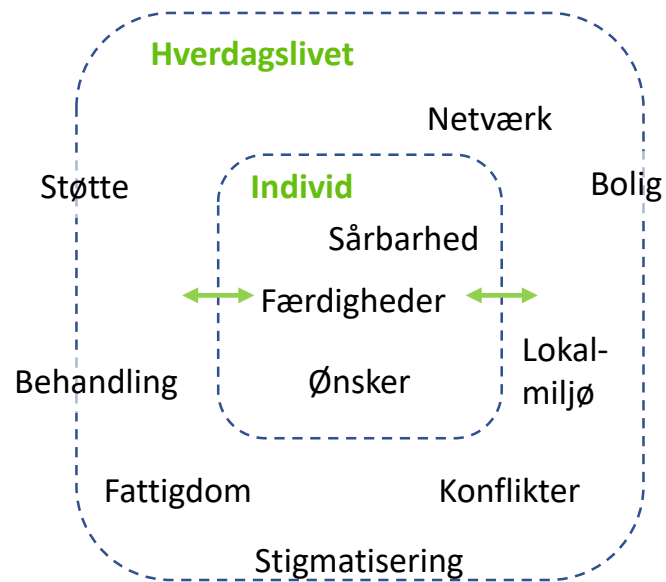 Hverdagslivet
Netværk
Støtte
Individ
Bolig
Sårbarhed
Færdigheder
Lokal-
miljø
Behandling
Ønsker
Fattigdom
Konflikter
Stigmatisering